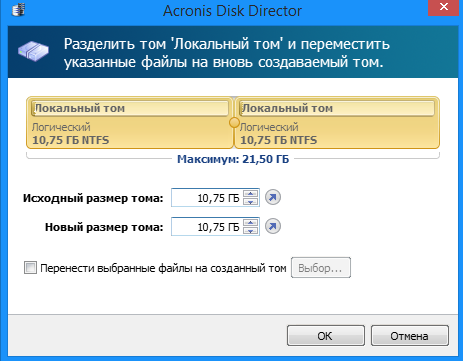 Acronis Disk Director
Разделить том 'Локальный том' и переместить
указанные файлы на вновь создаваемый том.
Локальный том Локальный том
Логический Логический
10,75 ГБ NTFS 10,75 ГБ NTFS
Максимум: 21,50 ГБ
Исходный размер тома: 10,75 ГБ
Новый размер тома: 10,75 ГБ
Перенести выбранные файлы на созданный том Выбор...
OK Отмена